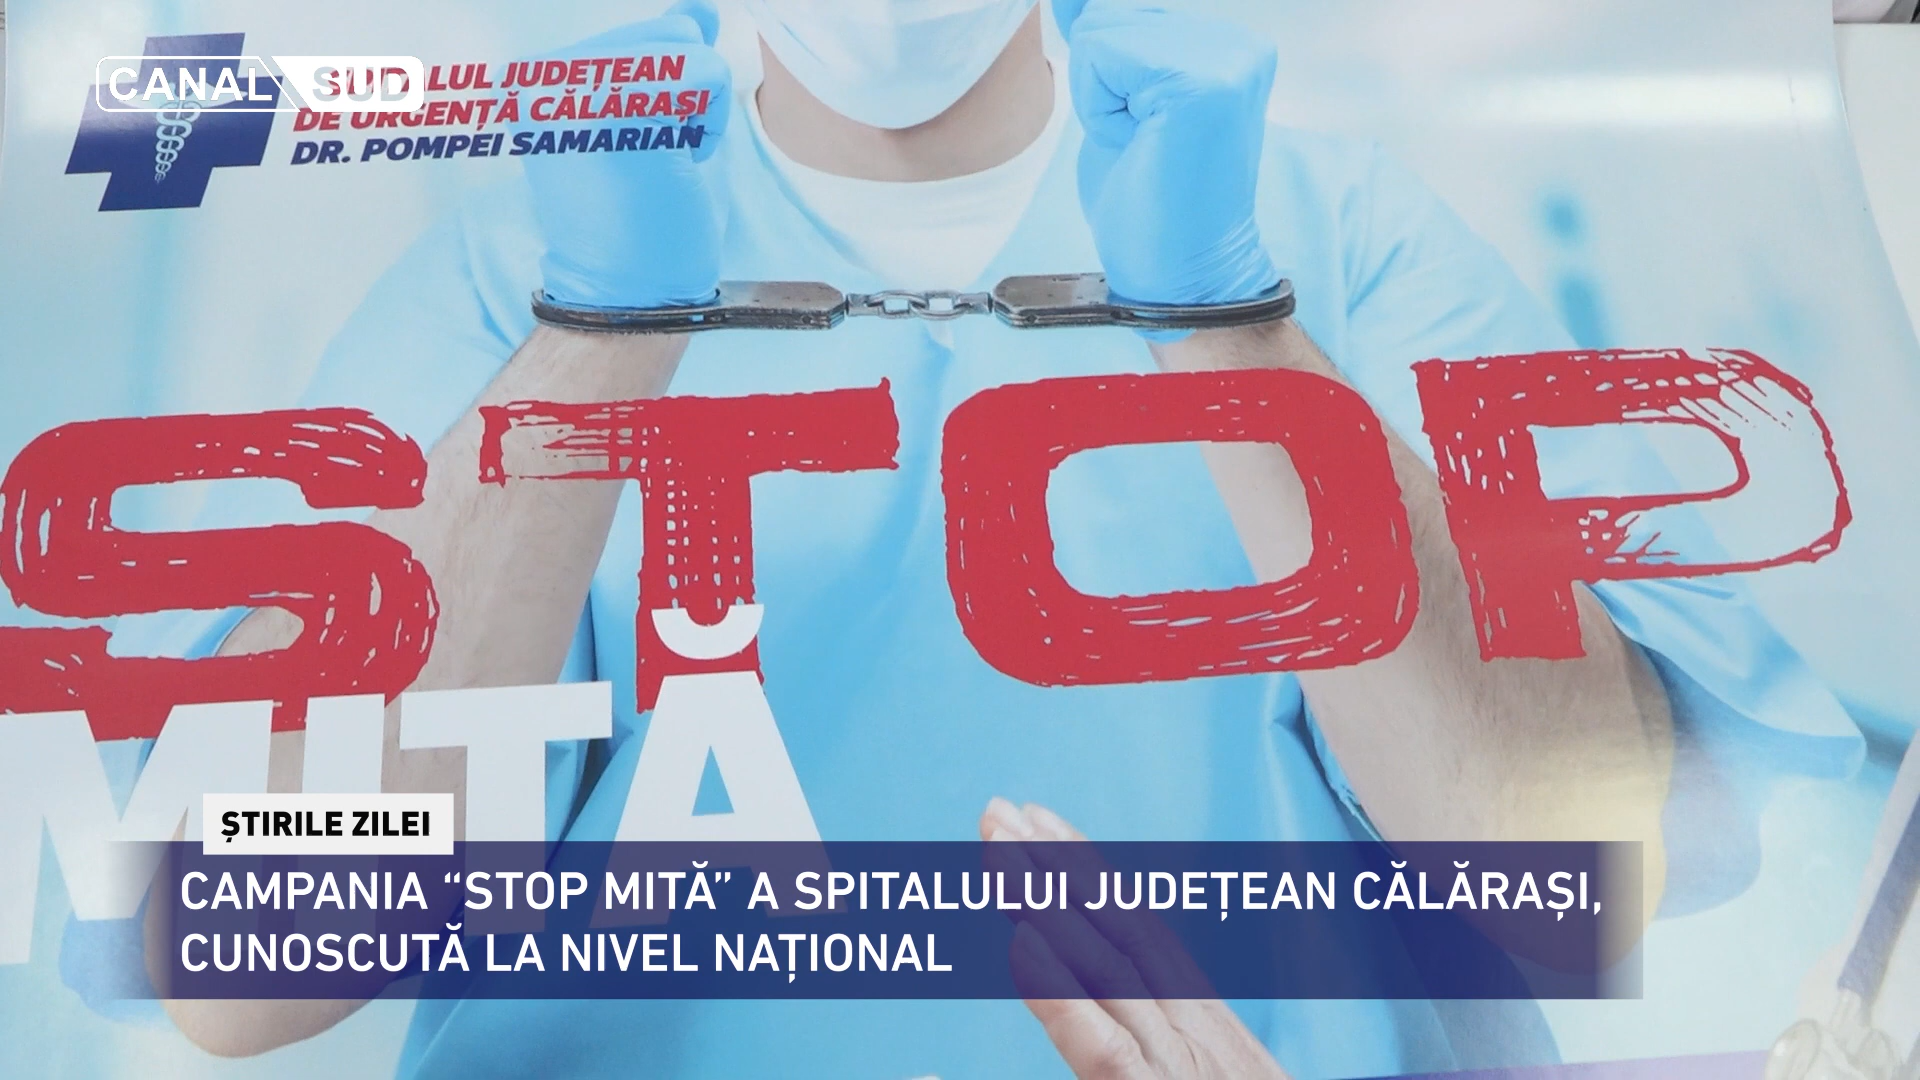 CANAL SUD
SPITALUL JUDEȚEAN
DE URGENȚĂ CĂLĂRAȘI
DR. POMPEI SAMARIAN
STOP
MITĂ
ȘTIRILE ZILEI
CAMPANIA “STOP MITĂ” A SPITALULUI JUDEȚEAN CĂLĂRAȘI,
CUNOSCUTĂ LA NIVEL NAȚIONAL